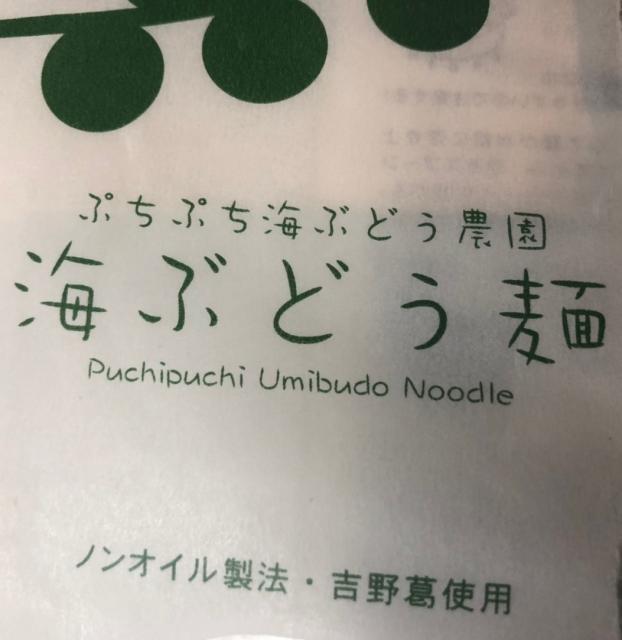 ぷちぷち海ぶどう農園
海ぶどう麺
Puchipuchi Umibudo Noodle
ノンオイル製法・吉野葛使用